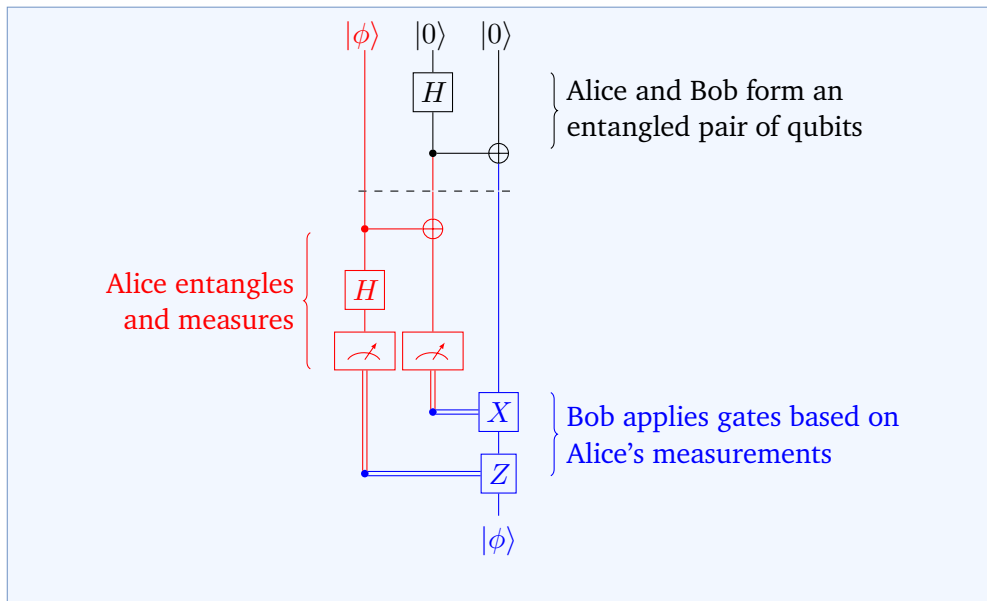 |ϕ⟩ |0⟩ |0⟩
H
Alice and Bob form an
entangled pair of qubits
Alice entangles
and measures
H
X
Bob applies gates based on
Alice’s measurements
Z
|ϕ⟩